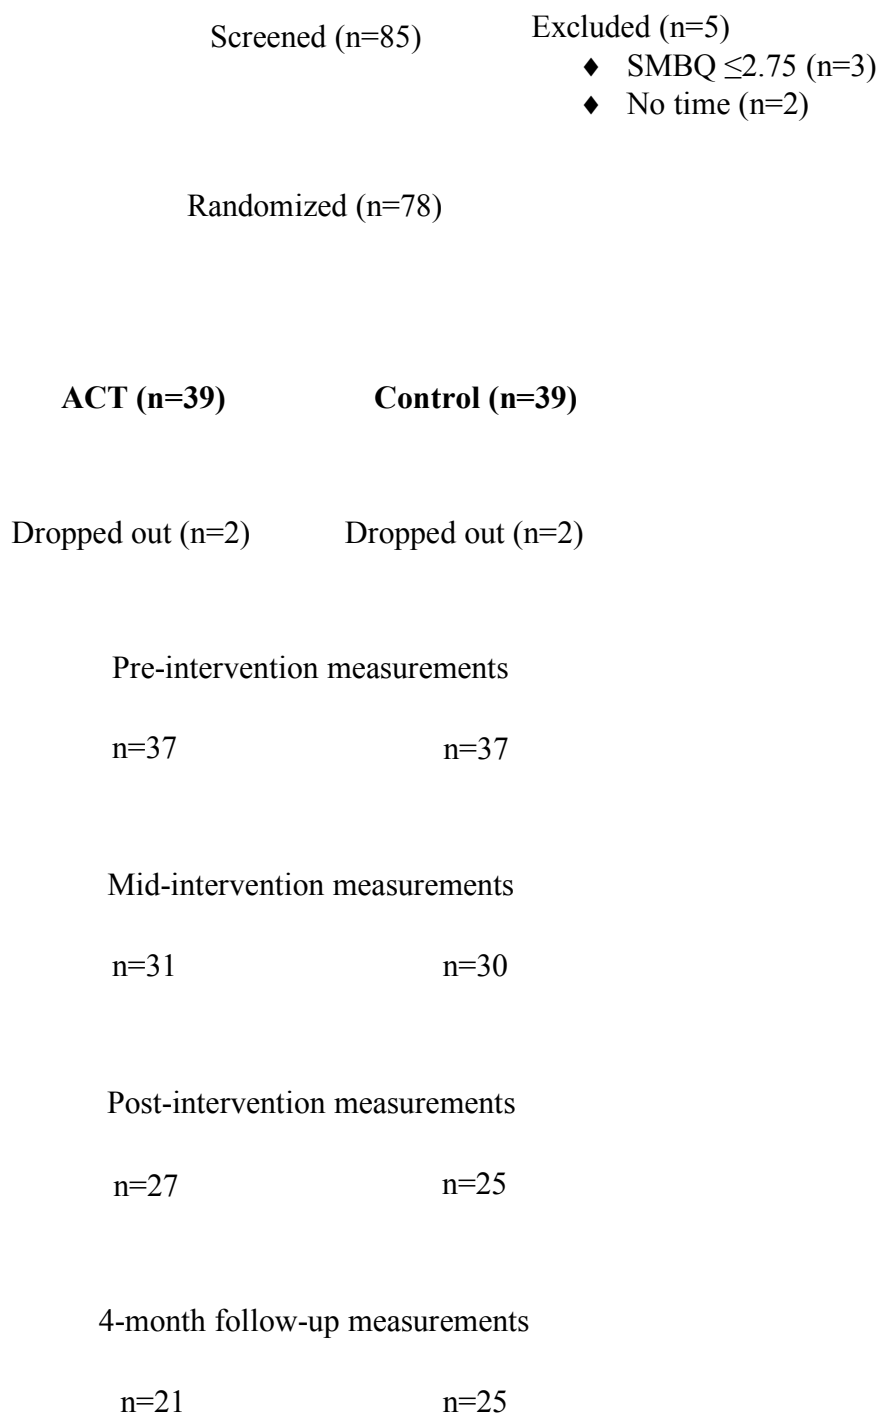 Screened (n=85)
Excluded (n=5)
♦ SMBQ ≤2.75 (n=3)
♦ No time (n=2)
Randomized (n=78)
ACT (n=39)
Control (n=39)
Dropped out (n=2)
Dropped out (n=2)
Pre-intervention measurements
n=37
n=37
Mid-intervention measurements
n=31
n=30
Post-intervention measurements
n=27
n=25
4-month follow-up measurements
n=21
n=25